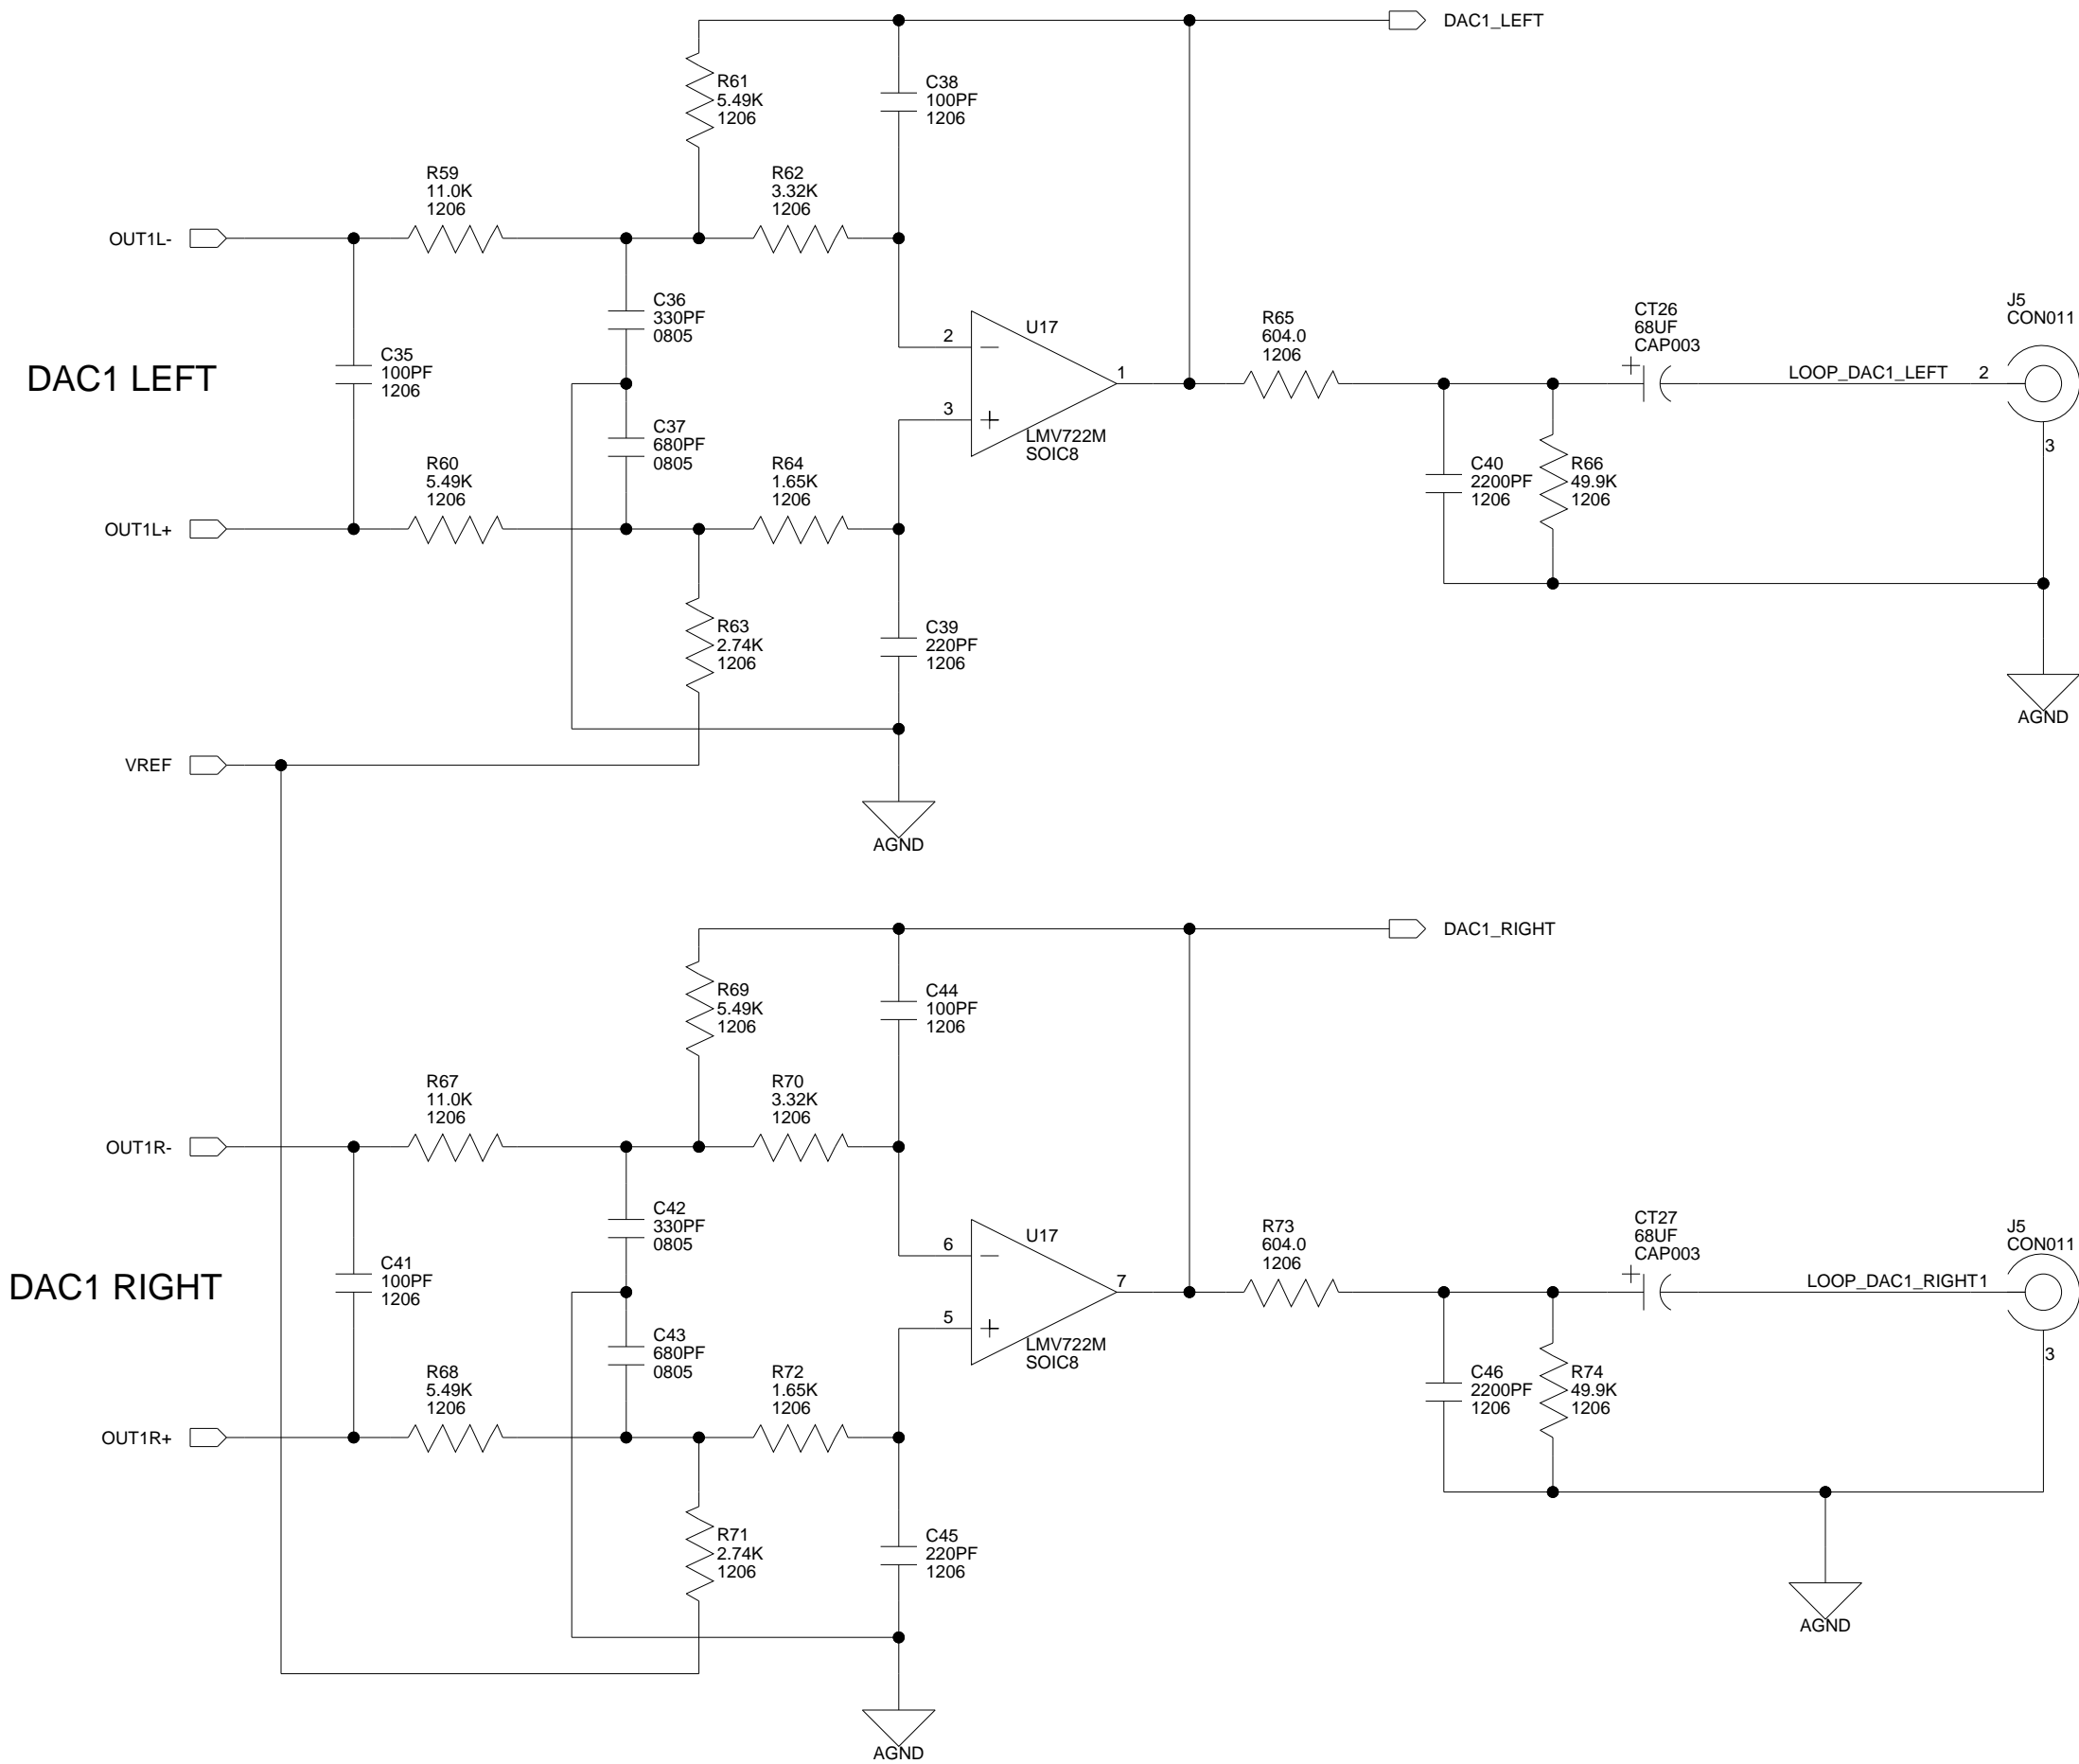 DAC1_LEFT
R61
5.49K
1206
C38
100PF
1206
R59
11.0K
1206
R62
3.32K
1206
OUT1L-
C36
330PF
0805
U17
2
1
3
LMV722M
SOIC8
R65
604.0
1206
CT26
68UF
CAP003
J5
CON011
LOOP_DAC1_LEFT 2
3
DAC1 LEFT
C35
100PF
1206
C37
680PF
0805
R60
5.49K
1206
R64
1.65K
1206
C40
2200PF
1206
R66
49.9K
1206
OUT1L+
R63
2.74K
1206
C39
220PF
1206
AGND
VREF
AGND
DAC1_RIGHT
R69
5.49K
1206
C44
100PF
1206
R67
11.0K
1206
R70
3.32K
1206
OUT1R-
C42
330PF
0805
U17
6
7
5
LMV722M
SOIC8
R73
604.0
1206
CT27
68UF
CAP003
J5
CON011
LOOP_DAC1_RIGHT1
3
DAC1 RIGHT
C41
100PF
1206
C43
680PF
0805
R68
5.49K
1206
R72
1.65K
1206
C46
2200PF
1206
R74
49.9K
1206
OUT1R+
R71
2.74K
1206
C45
220PF
1206
AGND
AGND